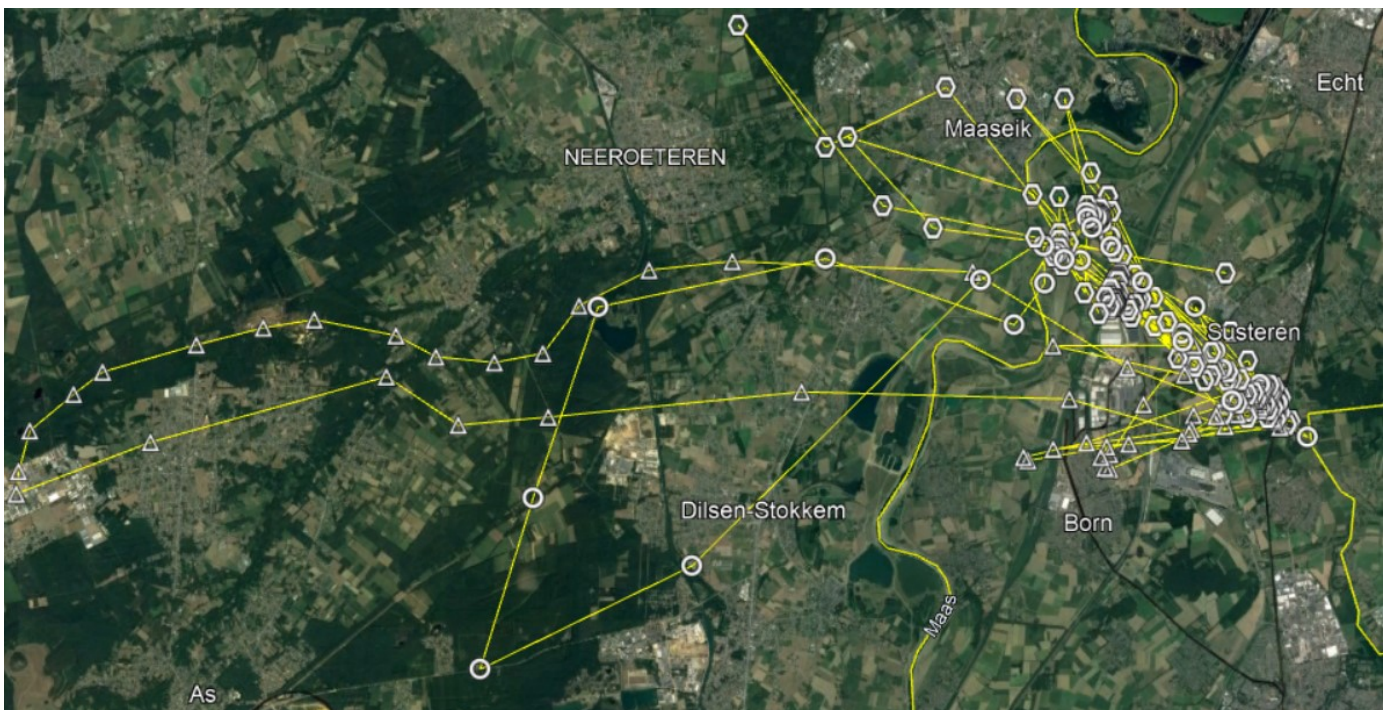 Echt
Maaseik
NEEROETEREN
Susteren
Dilsen-Stokkem
Born
Maas
As